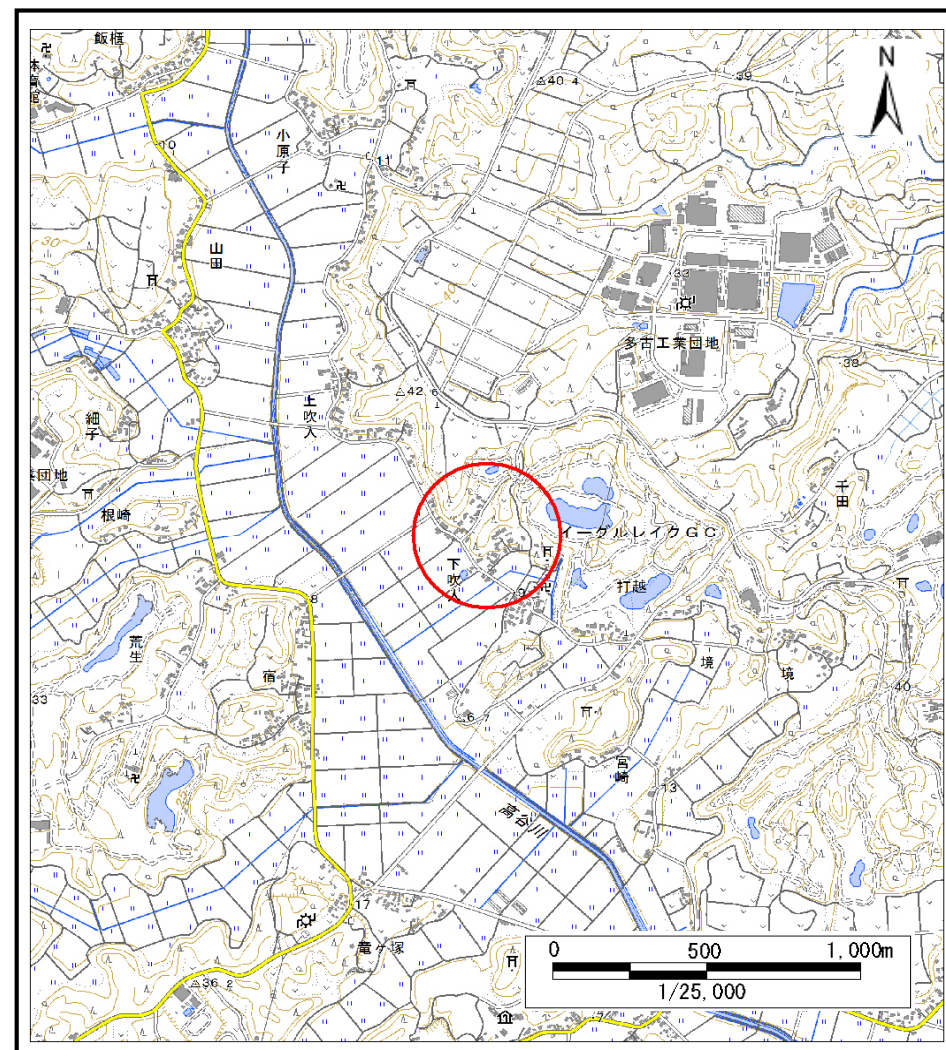 飯櫃
40.4
39
N
小原子
10
11
山田
33
多古工業団地
38
42.6
上吹入
細子
団地
千田
根崎
イーグルレイクGC
下吹入
9
打越
8
荒生
宿
境
境
33
40
6.7
宮崎
13
高谷川
17
竜ヶ塚
36.2
0 500 1,000m
1/25,000